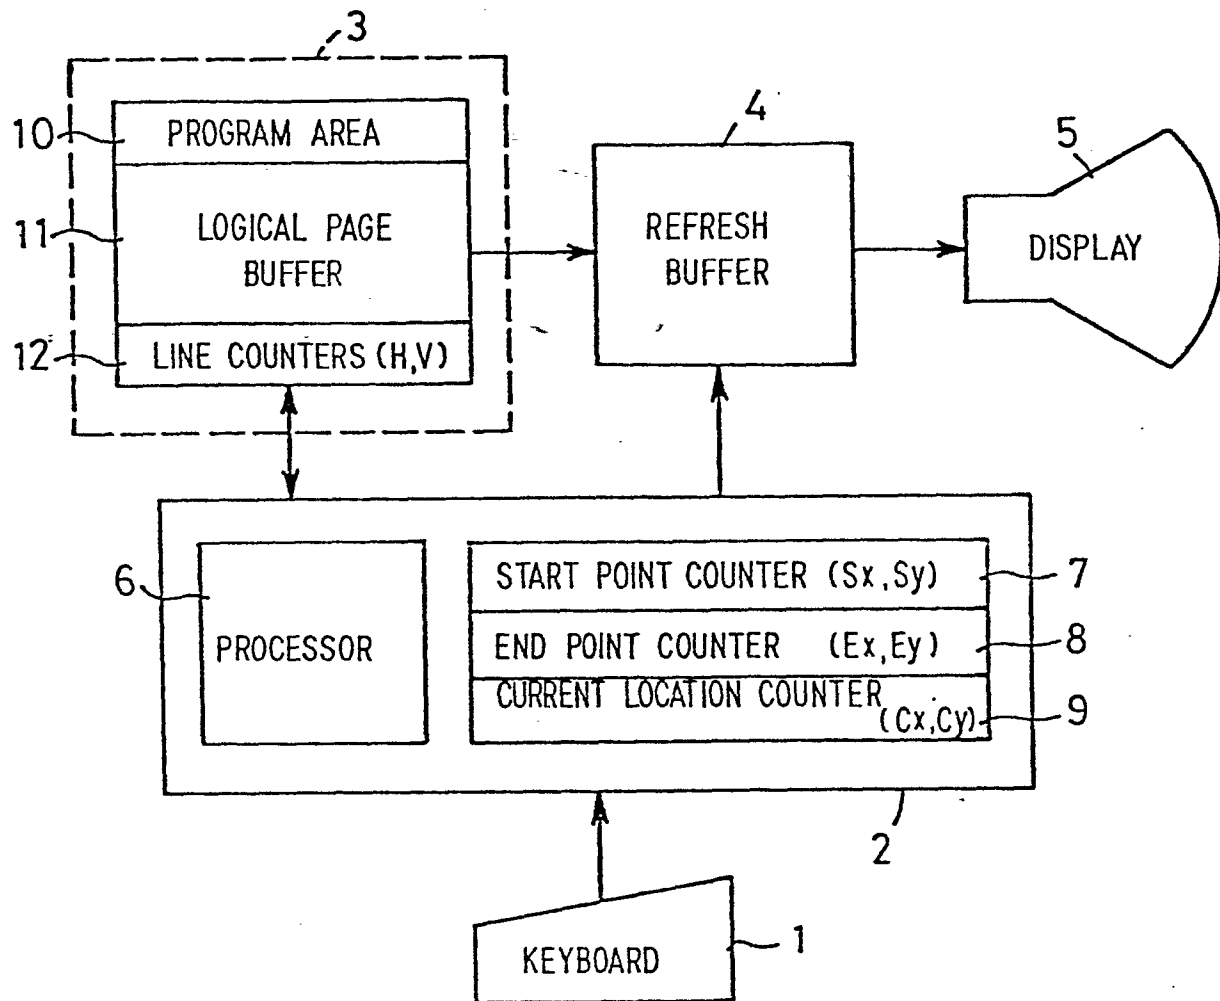 3
10
PROGRAM AREA
11
LOGICAL PAGE
BUFFER
12
LINE COUNTERS (H,V)
4
REFRESH
BUFFER
5
DISPLAY
6
PROCESSOR
START POINT COUNTER (Sx,Sy)
7
END POINT COUNTER (Ex,Ey)
8
CURRENT LOCATION COUNTER
(Cx,Cy)
9
2
KEYBOARD
1